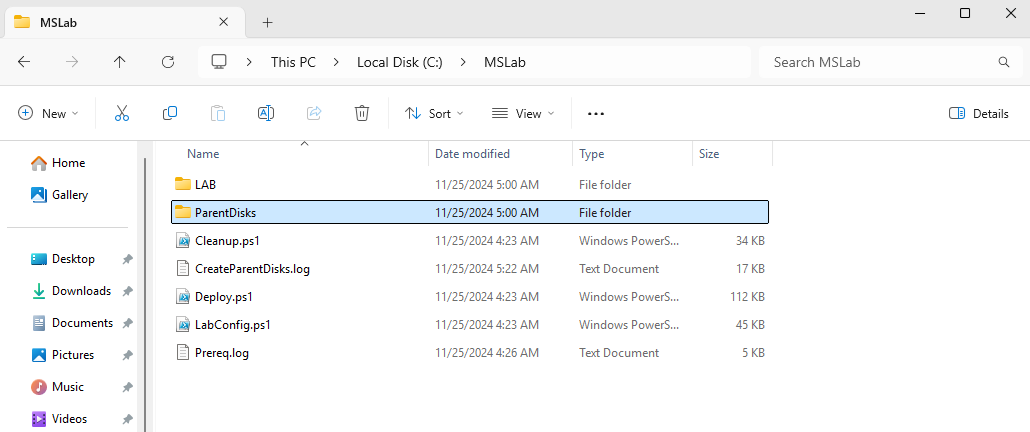 MSLab
This PC > Local Disk (C:) > MSLab
Search MSLab
New
Sort
View
Details
Home
Gallery
Desktop
Downloads
Documents
Pictures
Music
Videos
Name Date modified Type Size
LAB 11/25/2024 5:00 AM File folder
ParentDisks 11/25/2024 5:00 AM File folder
Cleanup.ps1 11/25/2024 4:23 AM Windows PowerS... 34 KB
CreateParentDisks.log 11/25/2024 5:22 AM Text Document 17 KB
Deploy.ps1 11/25/2024 4:23 AM Windows PowerS... 112 KB
LabConfig.ps1 11/25/2024 4:23 AM Windows PowerS... 45 KB
Prereq.log 11/25/2024 4:26 AM Text Document 5 KB